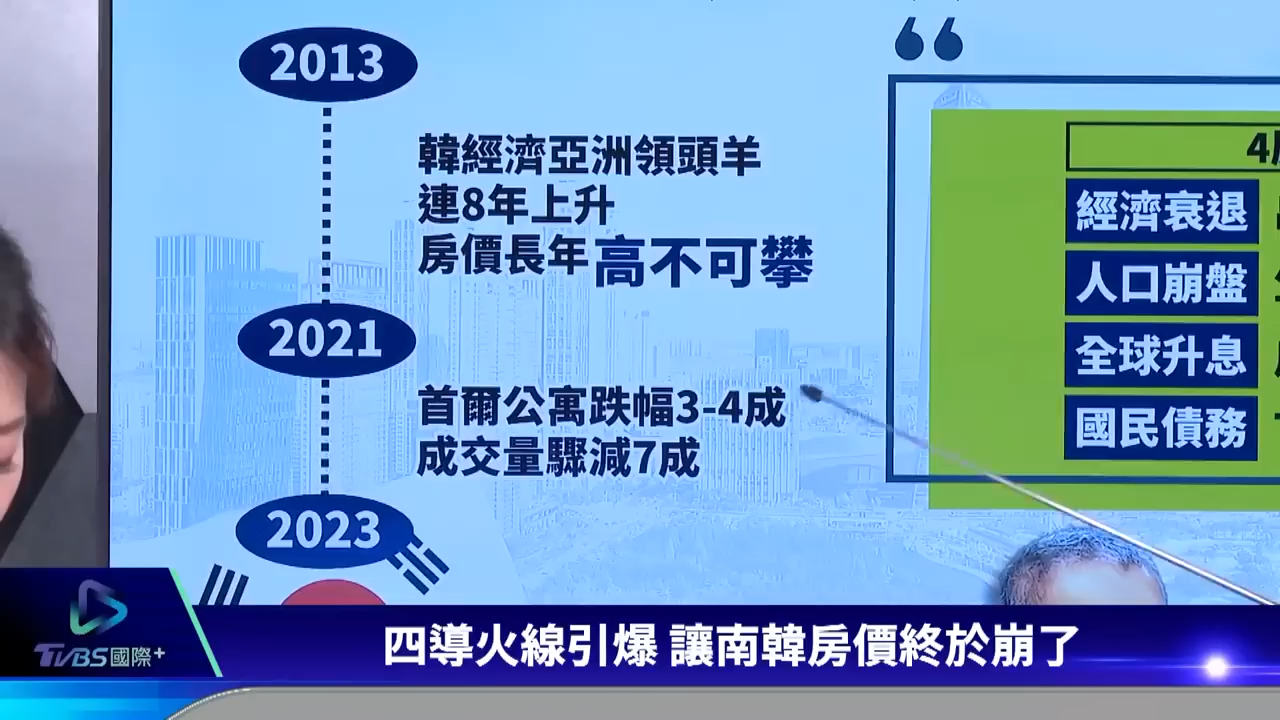 2013
韓經濟亞洲領頭羊
連8年上升
房價長年高不可攀
2021
首爾公寓跌幅3-4成
成交量驟減7成
2023
4
經濟衰退
人口崩盤
全球升息
國民債務
TVBS國際+
四導火線引爆 讓南韓房價終於崩了